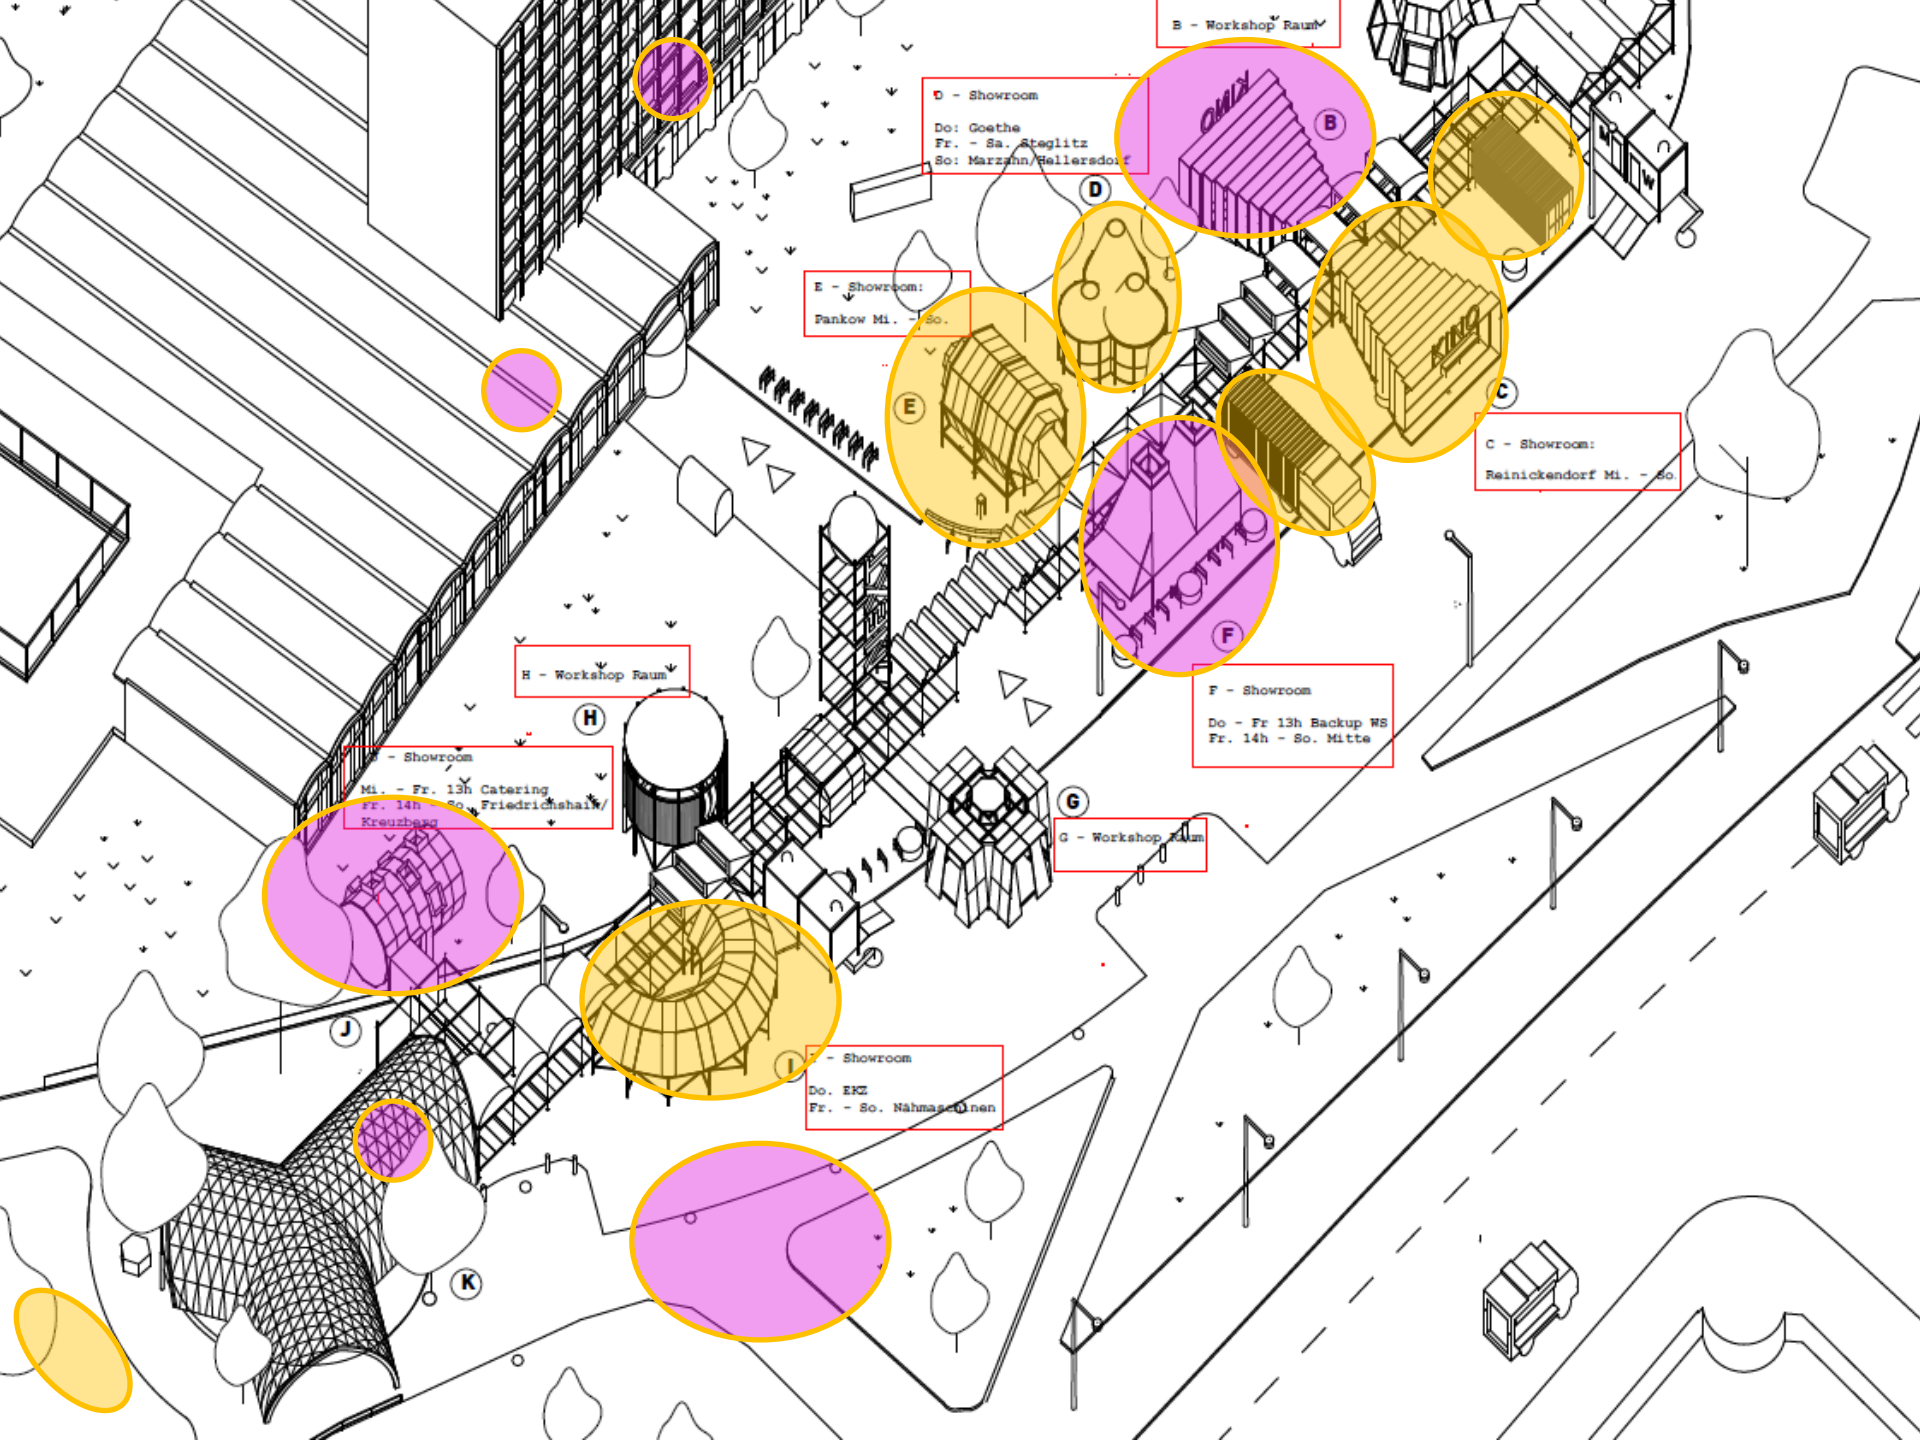 B - Workshop Raum
D - Showroom
Do: Goethe
Fr. - Sa. Steglitz
So: Marzahn/Hellersdorf
KINO
B
M
W
D
E - Showroom:
Pankow Mi. - So.
E
KINO
C
C - Showroom:
Reinickendorf Mi. - So.
F
F - Showroom
Do - Fr 13h Backup WS
Fr. 14h - So. Mitte
H - Workshop Raum
H
J - Showroom
Mi. - Fr. 13h Catering
Fr. 14h - So. Friedrichshain/
Kreuzberg
G
G - Workshop Raum
J
I
I - Showroom
Do. EKZ
Fr. - So. Nähmaschinen
K